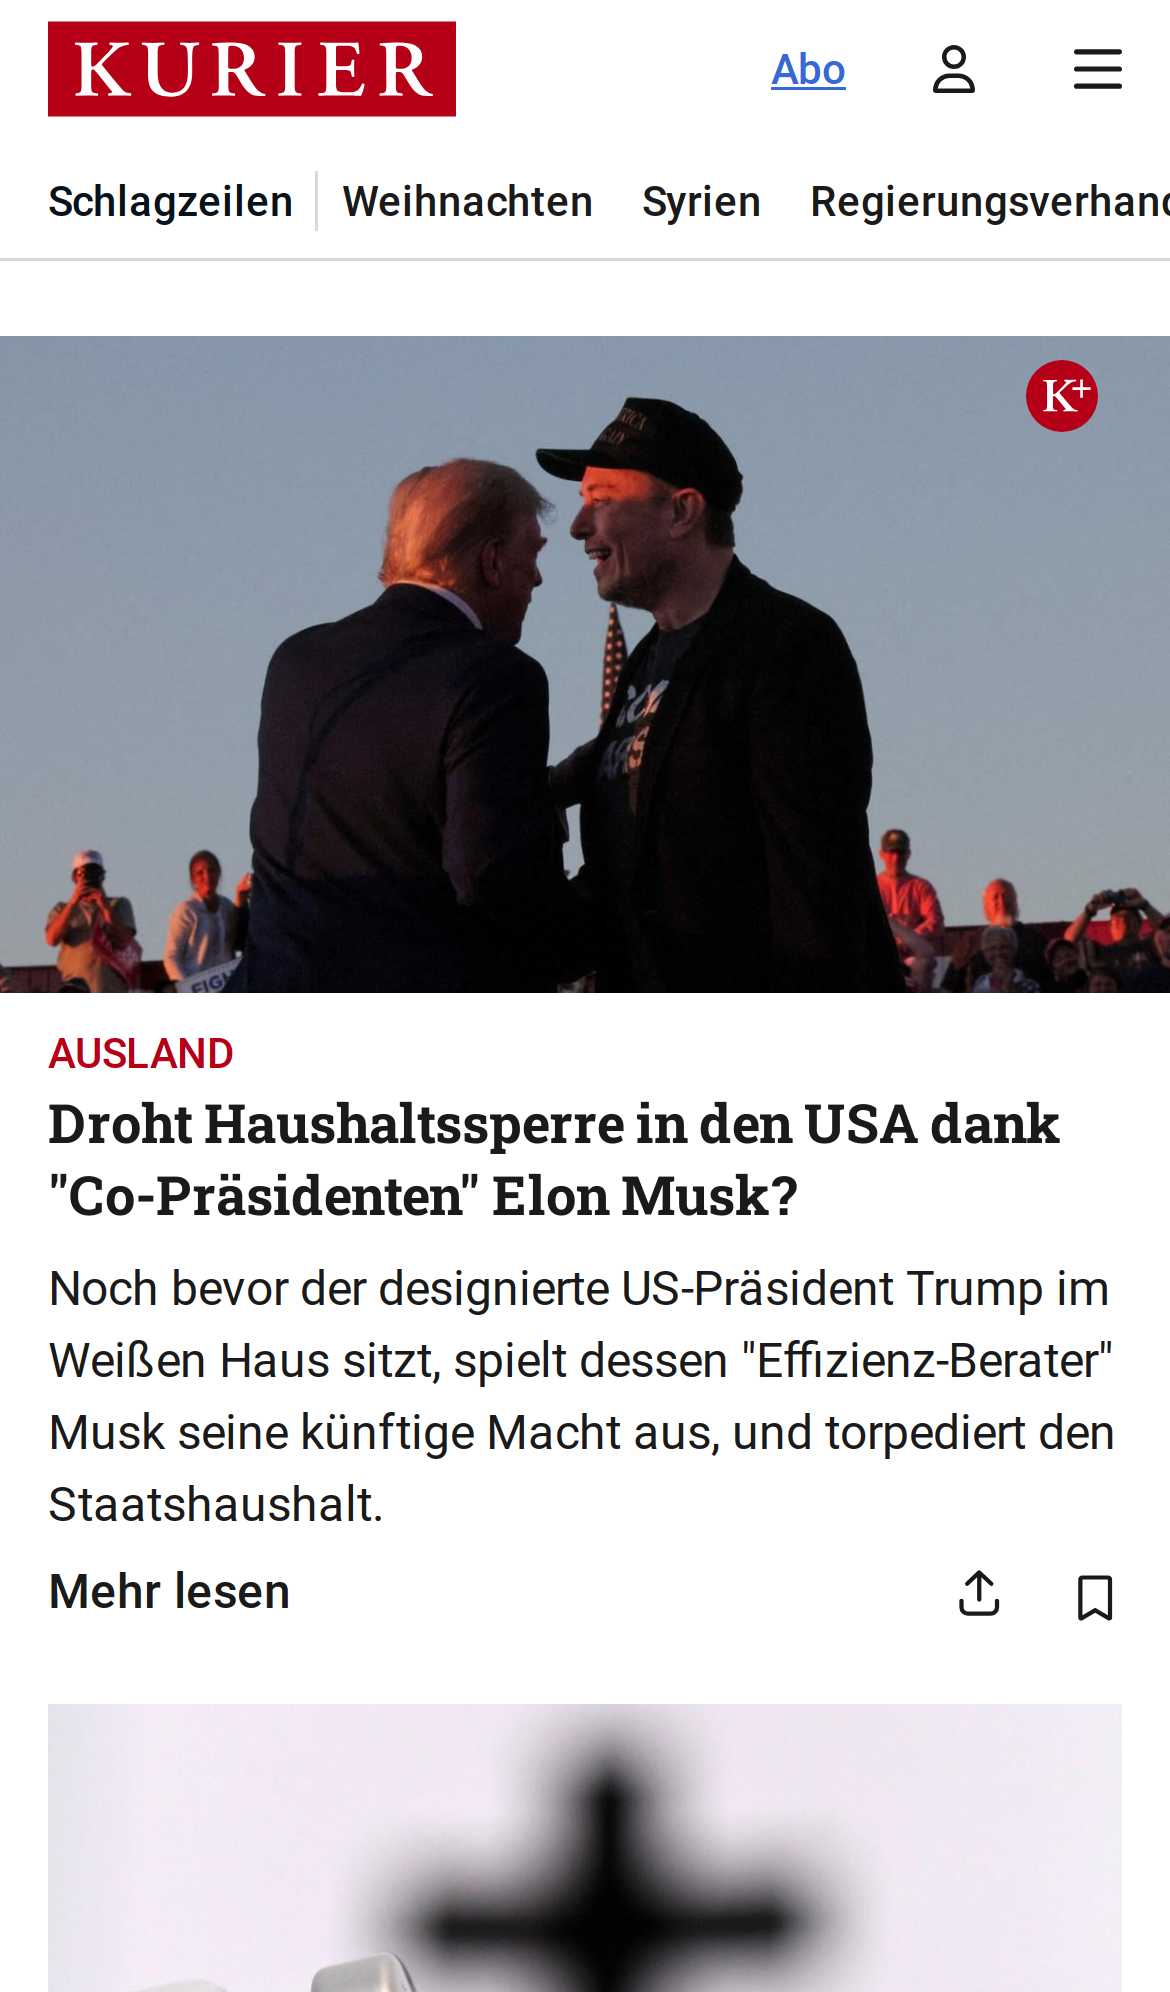 KURIER
Abo
Schlagzeilen Weihnachten Syrien Regierungsverhand
K+
FIGH
AUSLAND
Droht Haushaltssperre in den USA dank
"Co-Präsidenten" Elon Musk?
Noch bevor der designierte US-Präsident Trump im
Weißen Haus sitzt, spielt dessen "Effizienz-Berater"
Musk seine künftige Macht aus, und torpediert den
Staatshaushalt.
Mehr lesen